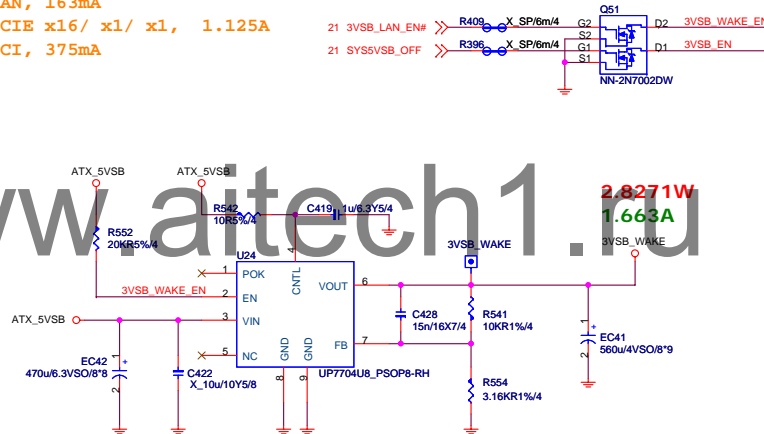 AN, 163mA
CIE x16/ x1/ x1, 1.125A
CI, 375mA
21 3VSB_LAN_EN#
R409
X_SP/6m/4
21 SYS5VSB_OFF
R396
X_SP/6m/4
Q51
G2
S2
G1
S1
D2
D1
3VSB_WAKE_EN
3VSB_EN
NN-2N7002DW
www.aitech1.ru
2.8271W
1.663A
ATX_5VSB
ATX_5VSB
R542
10R5%/4
C419
1u/6.3Y5/4
R552
20KR5%/4
3VSB_WAKE
3VSB_WAKE
U24
4
CNTL
1
POK
3VSB_WAKE_EN
2
EN
ATX_5VSB
3
VIN
5
NC
VOUT
6
FB
7
GND
8
GND
9
UP7704U8_PSOP8-RH
C428
15n/16X7/4
R541
10KR1%/4
R554
3.16KR1%/4
1
+
2
EC41
560u/4VSO/8*9
1
+
2
EC42
470u/6.3VSO/8*8
C422
X_10u/10Y5/8